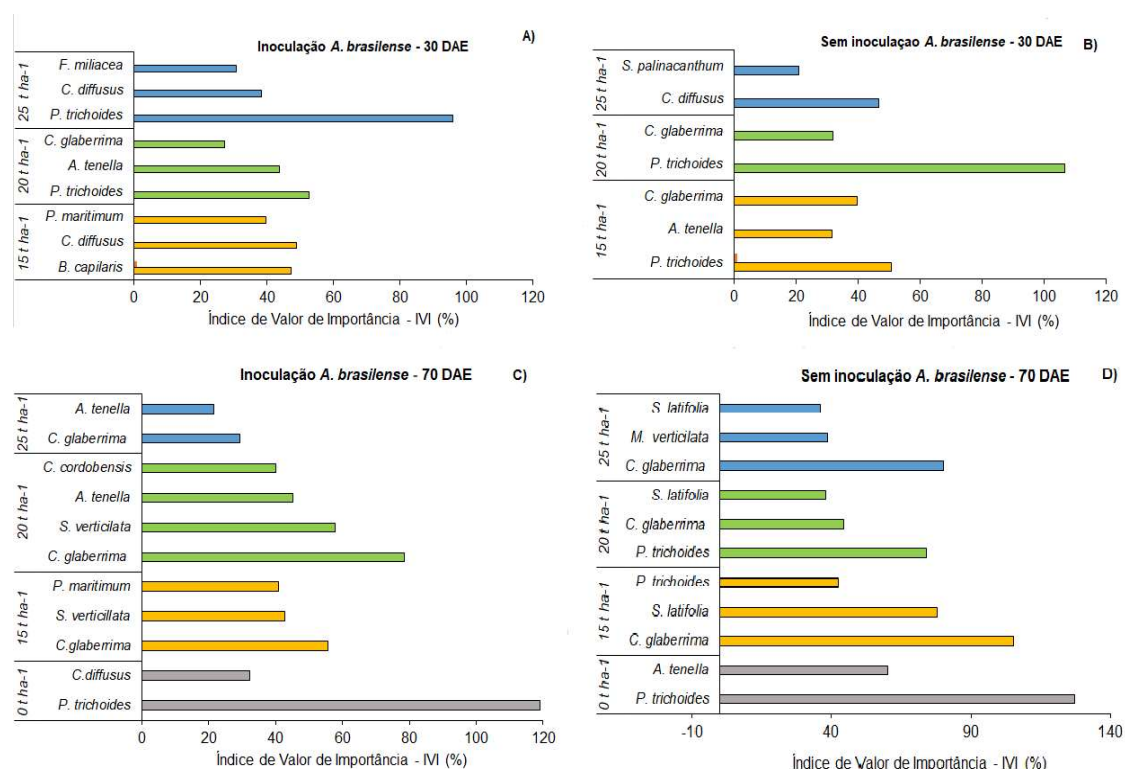 Inoculação A. brasilense - 30 DAE
A)
25 t ha-1
F. miliacea
C. diffusus
P. trichoides
20 t ha-1
C. glaberrima
A. tenella
P. trichoides
15 t ha-1
P. maritimum
C. diffusus
B. capilaris
0 20 40 60 80 100 120
Índice de Valor de Importância - IVI (%)
Sem inoculaçao A. brasilense - 30 DAE
B)
25 t ha-1
S. palinacanthum
C. diffusus
20 t ha-1
C. glaberrima
P. trichoides
15 t ha-1
C. glaberrima
A. tenella
P. trichoides
0 20 40 60 80 100 120
Índice de Valor de Importância - IVI (%)
Inoculação A. brasilense - 70 DAE
C)
25 t ha-1
A. tenella
C. glaberrima
20 t ha-1
C. cordobensis
A. tenella
S. verticilata
C. glaberrima
15 t ha-1
P. maritimum
S. verticillata
C.glaberrima
0 t ha-1
C.diffusus
P. trichoides
0 20 40 60 80 100 120
Índice de Valor de Importância - IVI (%)
Sem inoculação A. brasilense - 70 DAE
D)
25 t ha-1
S. latifolia
M. verticilata
C. glaberrima
20 t ha-1
S. latifolia
C. glaberrima
P. trichoides
15 t ha-1
P trichoides
S. latifolia
C. glaberrima
0 t ha-1
A. tenella
P. trichoides
-10 40 90 140
Índice de Valor de Importância - IVI (%)